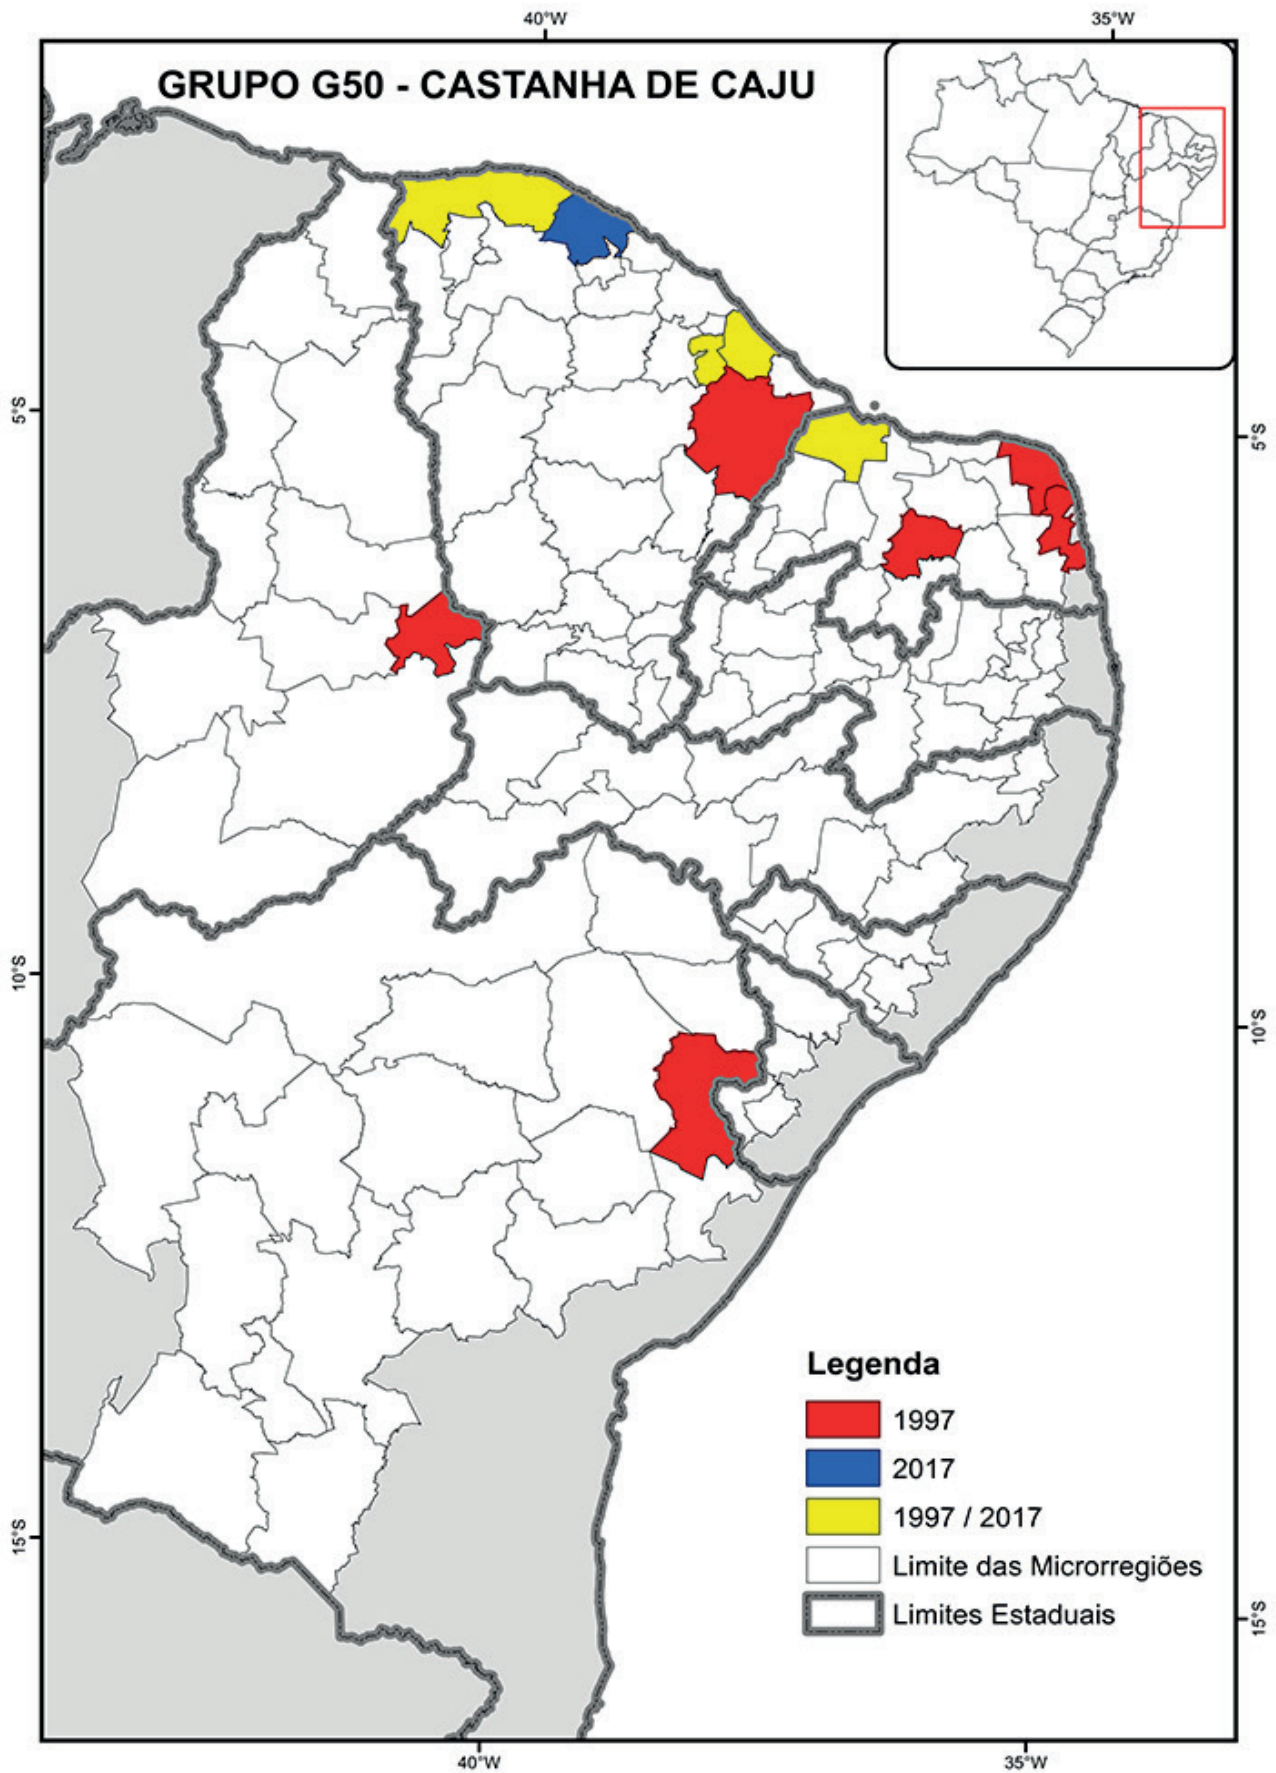 40°W
35°W
GRUPO G50 - CASTANHA DE CAJU
5°S
5°S
10°S
10°S
Legenda
1997
2017
1997 / 2017
Limite das Microrregiões
Limites Estaduais
15°S
15°S
40°W
35°W